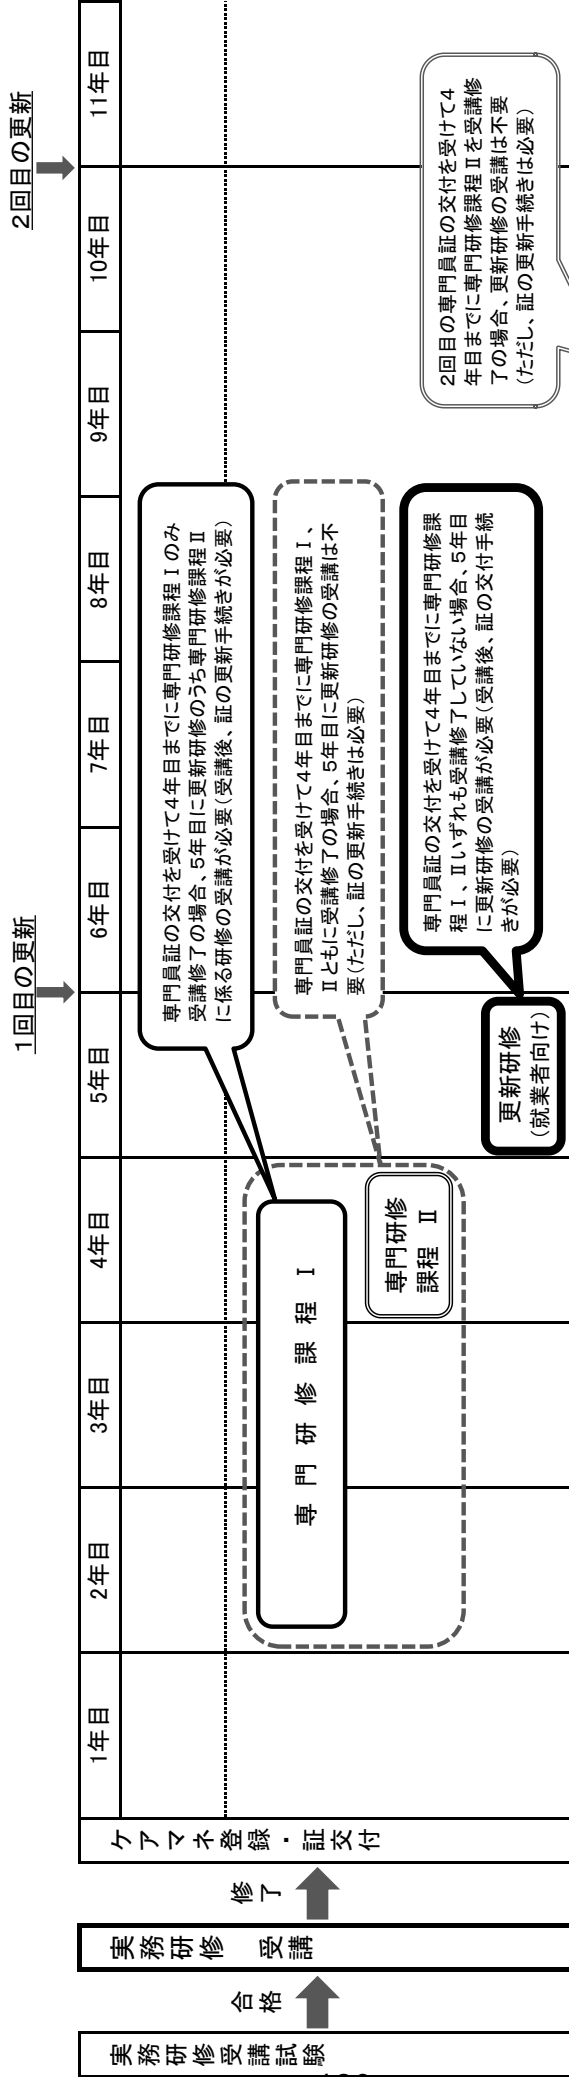 実務研修受講試験
合格
実務研修　受講
修了
ケアマネ登録・証交付
1回目の更新
2回目の更新
1年目
2年目
3年目
4年目
5年目
6年目
7年目
8年目
9年目
10年目
11年目
専門員証の交付を受けて4年目までに専門研修課程Ⅰのみ
受講修了の場合、5年目に更新研修のうち専門研修課程Ⅱ
に係る研修の受講が必要(受講後、証の更新手続きが必要)
専門研修課程　Ⅰ
専門員証の交付を受けて4年目までに専門研修課程Ⅰ、
Ⅱともに受講修了の場合、5年目に更新研修の受講は不
要(ただし、証の更新手続きは必要)
専門研修
課程　Ⅱ
専門員証の交付を受けて4年目までに専門研修課
程Ⅰ、Ⅱいずれも受講修了していない場合、5年目
に更新研修の受講が必要(受講後、証の交付手続
きが必要)
更新研修
(就業者向け)
2回目の専門員証の交付を受けて4
年目までに専門研修課程Ⅱを受講修
了の場合、更新研修の受講は不要
(ただし、証の更新手続きは必要)